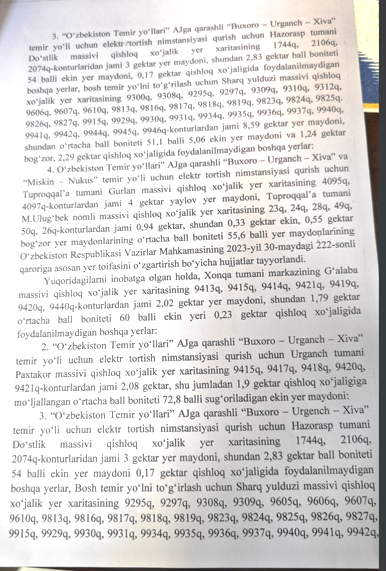 3. “O‘zbekiston Temir yo‘llari” AJga qarashli “Buxoro - Urganch - Xiva”
temir yo‘li uchun elektr tortish nimstansiyasi qurish uchun Hazorasp tumani
Do‘stlik massivi qishloq xo‘jalik yer xaritasining 1744q, 2106q,
2074q-konturlaridan jami 3 gektar yer maydoni, shundan 2,83 gektar ball boniteti
54 balli ekin yer maydoni, 0,17 gektar qishloq xo‘jaligida foydalanilmaydigan
boshqa yerlar, bosh temir yo‘lni to‘g‘rilash uchun Sharq yulduzi massivi qishloq
xo‘jalik yer xaritasining 9300q, 9308q, 9295q, 9297q, 9309q, 9310q, 9312q,
9606q, 9607q, 9610q, 9813q, 9816q, 9817q, 9818q, 9819q, 9823q, 9824q, 9825q,
9826q, 9827q, 9915q, 9929q, 9930q, 9931q, 9934q, 9935q, 9936q, 9937q, 9940q,
9941q, 9942q, 9944q, 9945q, 9946q-konturlardan jami 8,59 gektar yer maydoni,
shundan o‘rtacha ball boniteti 51,1 balli 5,06 ekin yer maydoni va 1,24 gektar
bog‘zor, 2,29 gektar qishloq xo‘jaligida foydalanilmaydigan boshqa yerlar:
4. O‘zbekiston Temir yo‘llari” AJga qarashli “Buxoro – Urganch – Xiva” va
“Miskin – Nukus” temir yo‘li uchun elektr tortish nimstansiyasi qurish uchun
Tuproqqal’a tumani Gurlan massivi qishloq xo‘jalik yer xaritasining 4095q,
4097q-konturlardan jami 4 gektar yaylov yer maydoni, Tuproqqal’a tumani
M.Ulug‘bek nomli massivi qishloq xo‘jalik yer xaritasining 23q, 24q, 28q, 49q,
50q, 26q-konturlardan jami 0,94 gektar, shundan 0,33 gektar ekin, 0,55 gektar
bog‘zor yer maydonlarining o‘rtacha ball boniteti 55,6 balli yer maydonlarining
O‘zbekiston Respublikasi Vazirlar Mahkamasining 2023-yil 30-maydagi 222-sonli
qaroriga asosan yer toifasini o‘zgartirish bo‘yicha hujjatlar tayyorlandi.
Yuqoridagilarni inobatga olgan holda, Xonqa tumani markazining G‘alaba
massivi qishloq xo‘jalik yer xaritasining 9413q, 9415q, 9414q, 9421q, 9419q,
9420q, 9440q-konturlardan jami 2,02 gektar yer maydoni, shundan 1,79 gektar
o‘rtacha ball boniteti 60 balli ekin yeri 0,23 gektar qishloq xo‘jaligida
foydalanilmaydigan boshqa yerlar:
2. “O‘zbekiston Temir yo‘llari” AJga qarashli “Buxoro - Urganch - Xiva”
temir yo‘li uchun elektr tortish nimstansiyasi qurish uchun Urganch tumani
Paxtakor massivi qishloq xo‘jalik yer xaritasining 9415q, 9417q, 9418q, 9420q,
9421q-konturlardan jami 2,08 gektar, shu jumladan 1,9 gektar qishloq xo‘jaligiga
mo‘ljallangan o‘rtacha ball boniteti 72,8 balli sug‘oriladigan ekin yer maydoni:
3. “O‘zbekiston Temir yo‘llari” AJga qarashli “Buxoro - Urgench - Xiva”
temir yo‘li uchun elektr tortish nimstansiyasi qurish uchun Hazorasp tumani
Do‘stlik massivi qishloq xo‘jalik yer xaritasining 1744q, 2106q,
2074q-konturlaridan jami 3 gektar yer maydoni, shundan 2,83 gektar ball boniteti
54 balli ekin yer maydoni 0,17 gektar qishloq xo‘jaligida foydalanilmaydigan
boshqa yerlar, Bosh temir yo‘lni to‘g‘irlash uchun Sharq yulduzi massivi qishloq
xo‘jalik yer xaritasining 9295q, 9297q, 9308q, 9309q, 9605q, 9606q, 9607q,
9610q, 9813q, 9816q, 9817q, 9818q, 9819q, 9823q, 9824q, 9825q, 9826q, 9827q,
9915q, 9929q, 9930q, 9931q, 9934q, 9935q, 9936q, 9937q, 9940q, 9941q, 9942q,